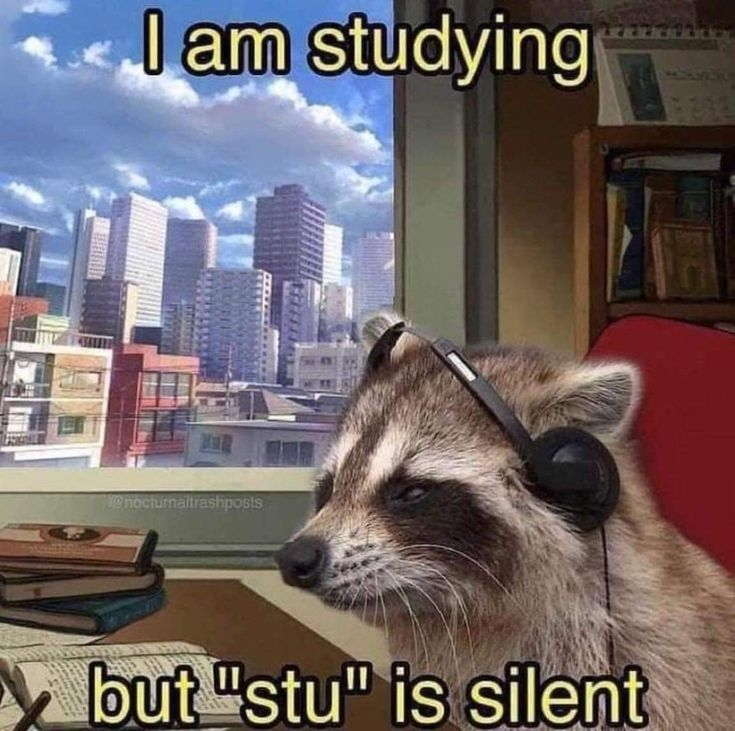 I am studying
@nocturnaltrashposts
but "stu" is silent